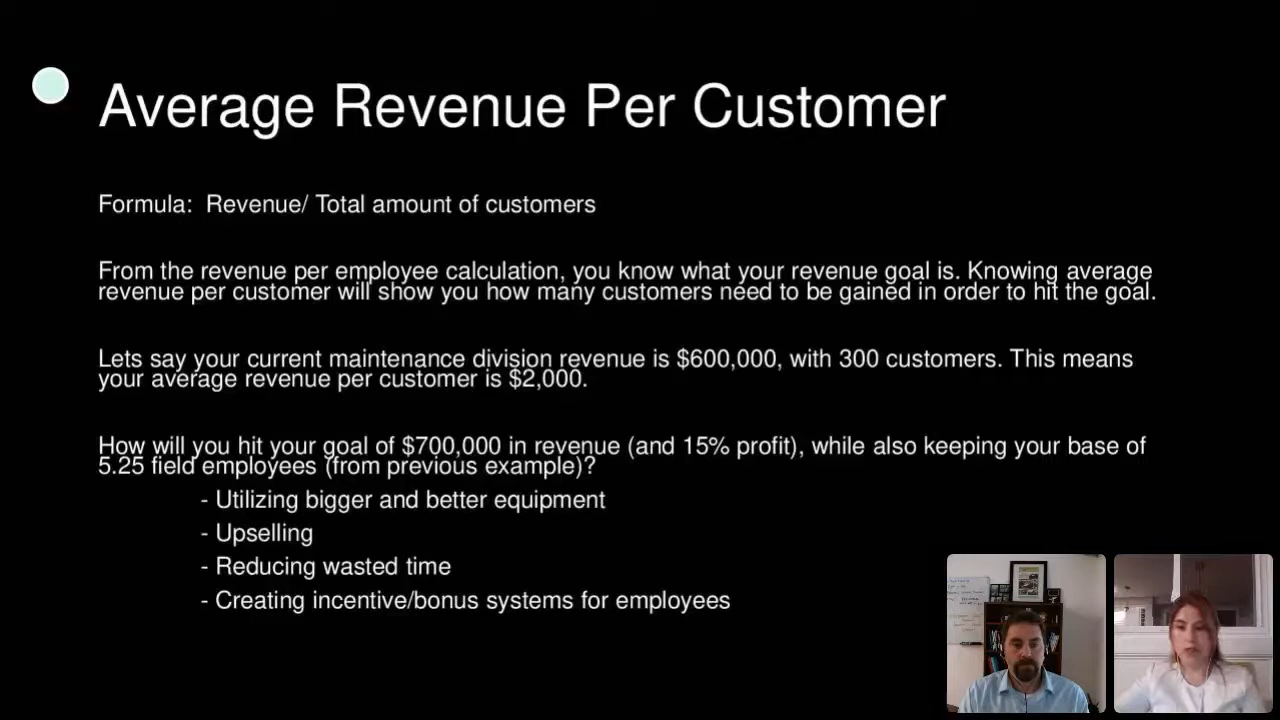 Average Revenue Per Customer
Formula:  Revenue/ Total amount of customers
From the revenue per employee calculation, you know what your revenue goal is. Knowing average
revenue per customer will show you how many customers need to be gained in order to hit the goal.
Lets say your current maintenance division revenue is $600,000, with 300 customers. This means
your average revenue per customer is $2,000.
How will you hit your goal of $700,000 in revenue (and 15% profit), while also keeping your base of
5.25 field employees (from previous example)?
- Utilizing bigger and better equipment
- Upselling
- Reducing wasted time
- Creating incentive/bonus systems for employees